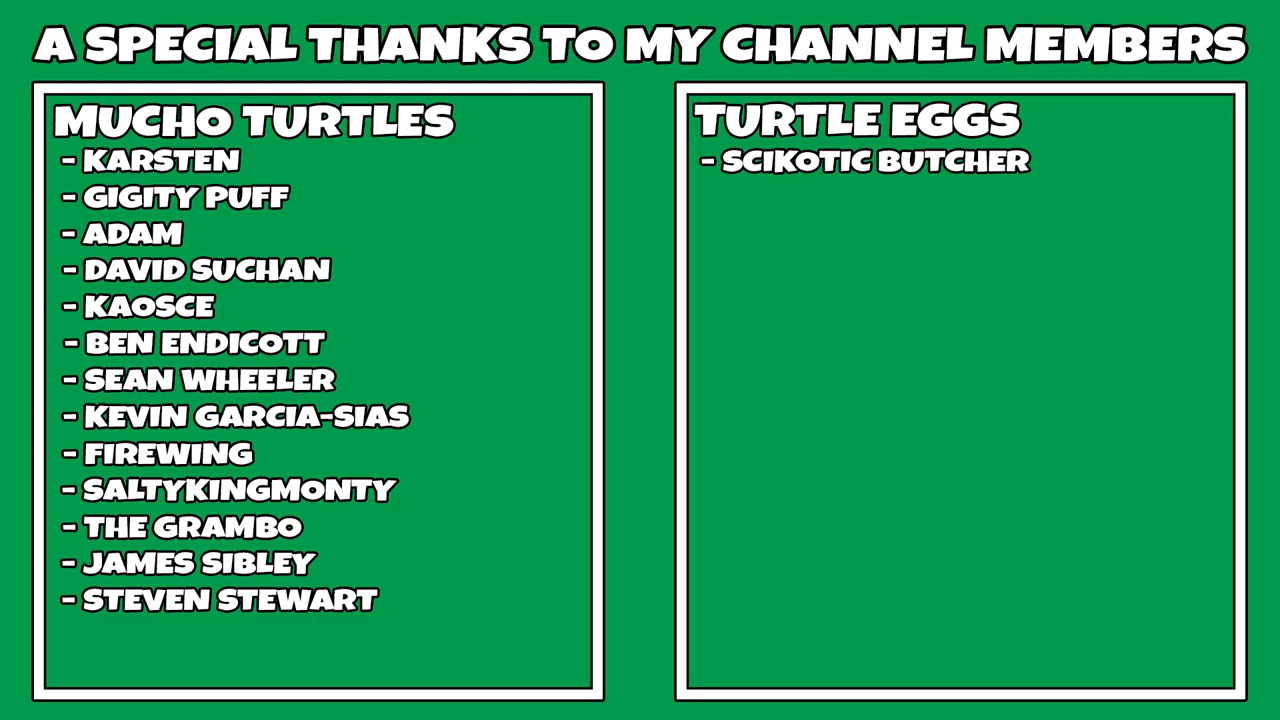 A SPECIAL THANKS TO MY CHANNEL MEMBERS
MUCHO TURTLES
- KARSTEN
- GIGITY PUFF
- ADAM
- DAVID SUCHAN
- KAOSCE
- BEN ENDICOTT
- SEAN WHEELER
- KEVIN GARCIA-SIAS
- FIREWING
- SALTYKINGMONTY
- THE GRAMBO
- JAMES SIBLEY
- STEVEN STEWART
TURTLE EGGS
- SCIKOTIC BUTCHER